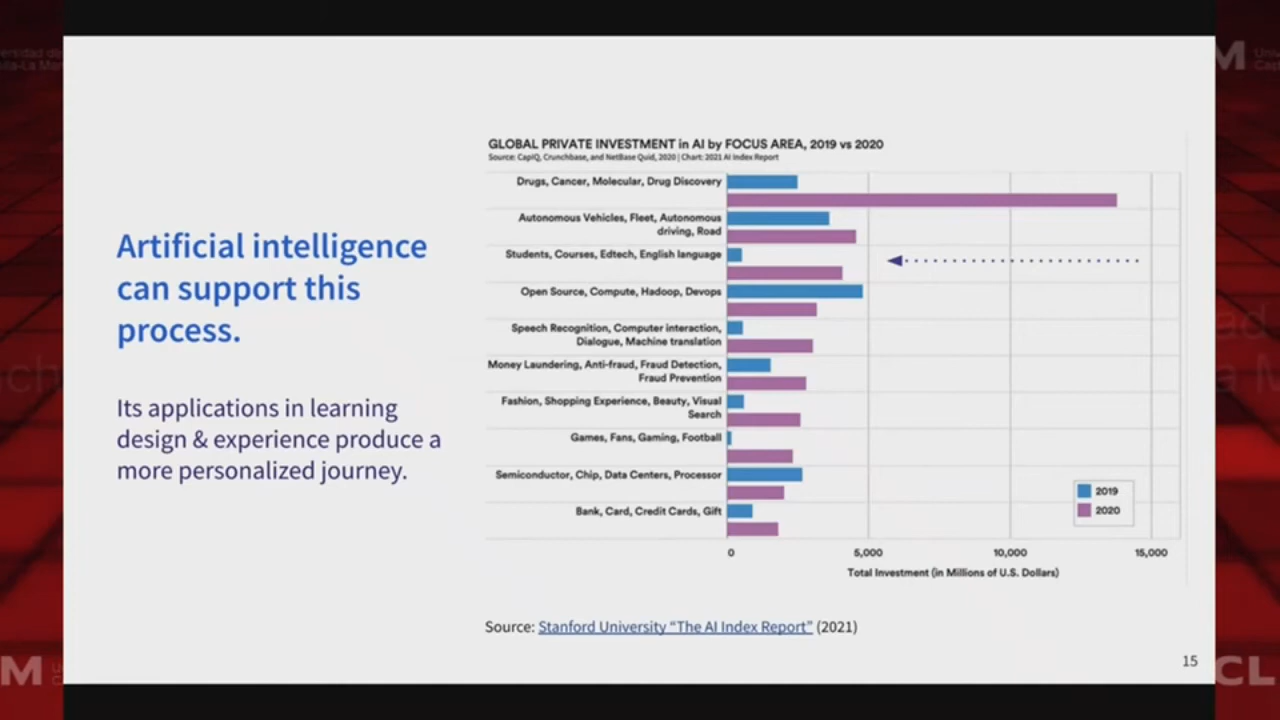 Artificial intelligence
can support this
process.
Its applications in learning
design & experience produce a
more personalized journey.
GLOBAL PRIVATE INVESTMENT in AI by FOCUS AREA, 2019 vs 2020
Source: CapIQ, Crunchbase, and NetBase Quid, 2020 | Chart: 2021 AI Index Report
Drugs, Cancer, Molecular, Drug Discovery
Autonomous Vehicles, Fleet, Autonomous
driving, Road
Students, Courses, Edtech, English language
Open Source, Compute, Hadoop, Devops
Speech Recognition, Computer interaction,
Dialogue, Machine translation
Money Laundering, Anti-fraud, Fraud Detection,
Fraud Prevention
Fashion, Shopping Experience, Beauty, Visual
Search
Games, Fans, Gaming, Football
Semiconductor, Chip, Data Centers, Processor
Bank, Card, Credit Cards, Gift
2019
2020
0 5,000 10,000 15,000
Total Investment (in Millions of U.S. Dollars)
Source: Stanford University “The AI Index Report” (2021)
15
M
M
CL